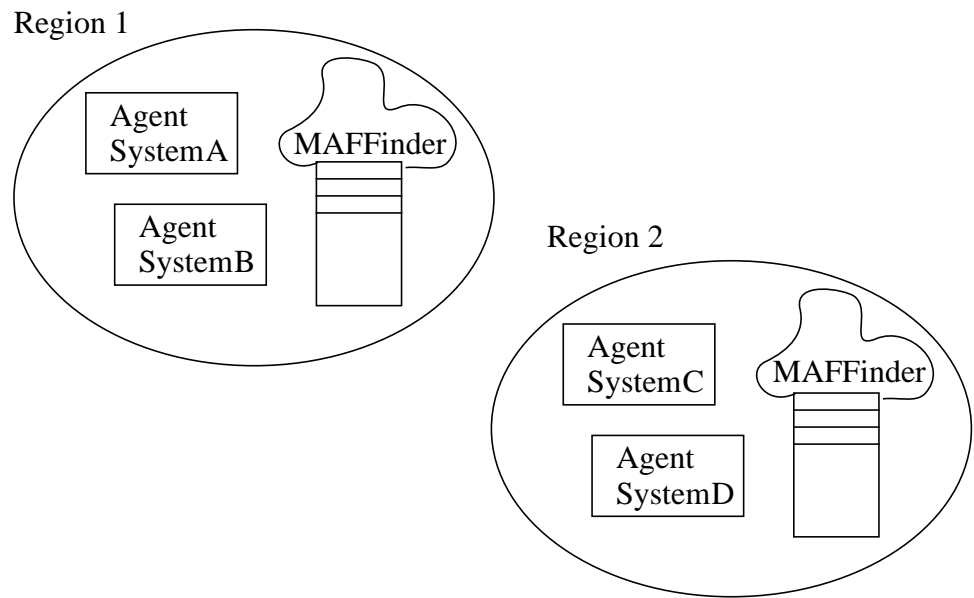 Region 1
Agent
SystemA
MAFFinder
Agent
SystemB
Region 2
Agent
SystemC
MAFFinder
Agent
SystemD